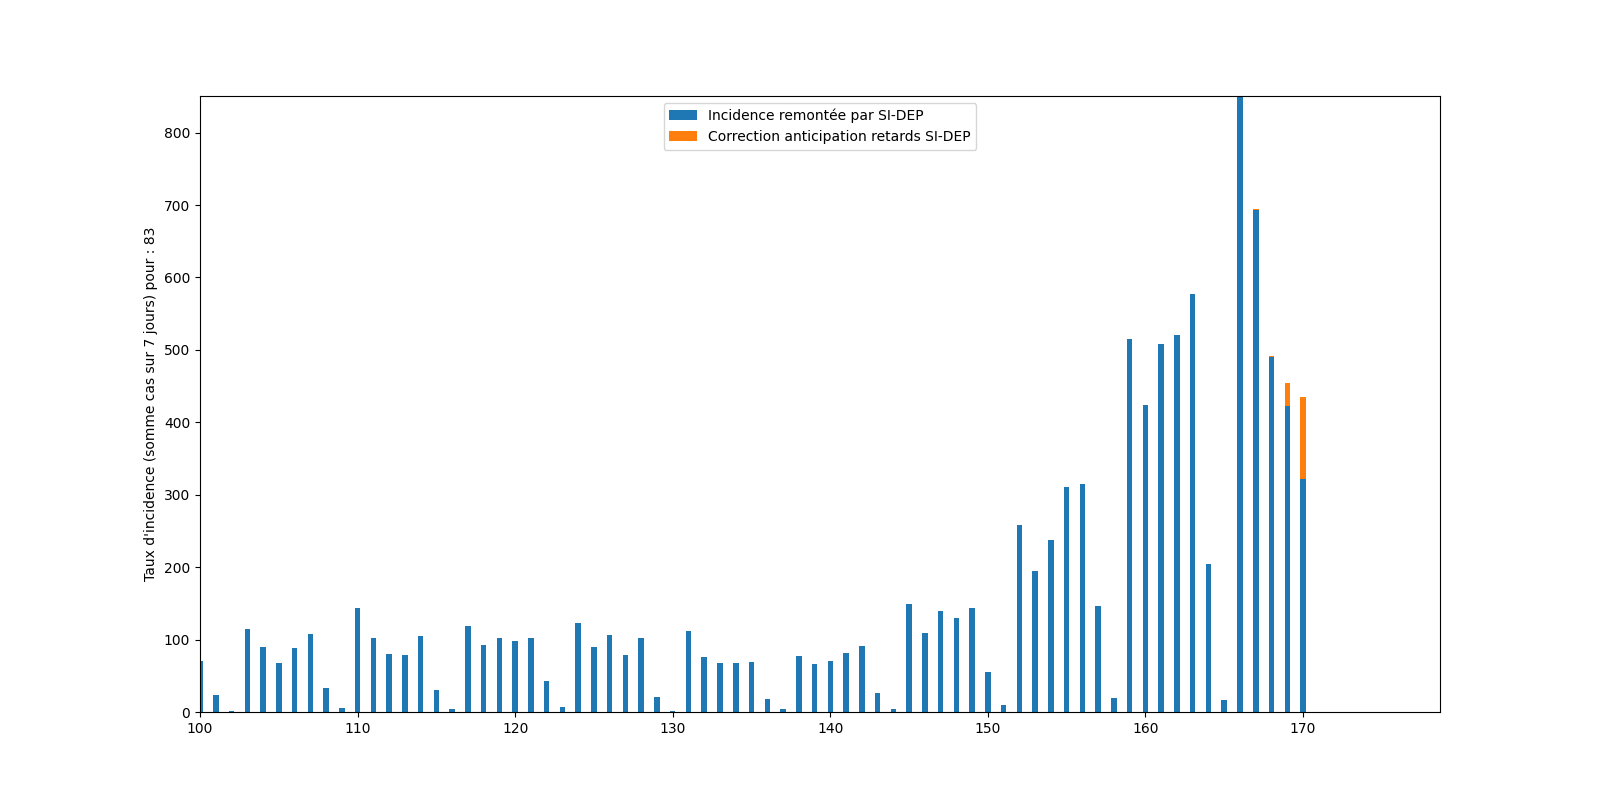 Incidence remontée par SI-DEP
Correction anticipation retards SI-DEP
Taux d'incidence (somme cas sur 7 jours) pour : 83
800
700
600
500
400
300
200
100
0
100 110 120 130 140 150 160 170